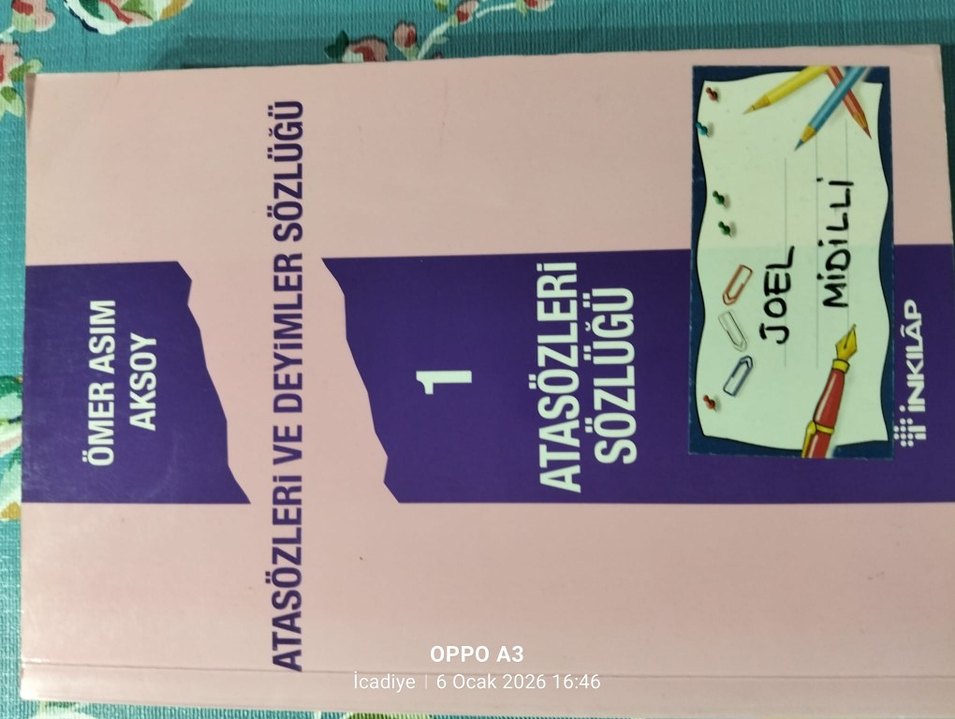 ÖMER ASIM
AKSOY
ATASÖZLERİ VE DEYİMLER SÖZLÜĞÜ
1
ATASÖZLERİ
SÖZLÜĞÜ
JOEL
MİDİLLİ
İNKILÂP
OPPO A3
İcadiye | 6 Ocak 2026 16:46